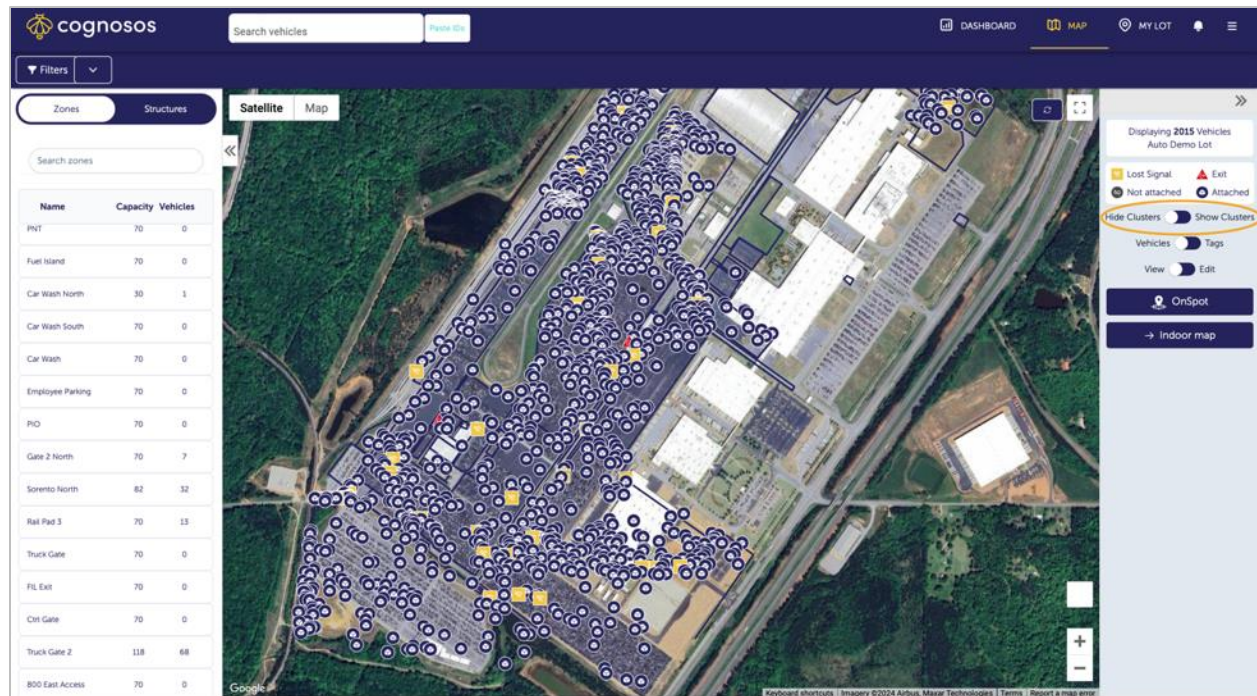 cognosos
Search vehicles
Paste IDs
DASHBOARD
MAP
MY LOT
Filters
Zones
Structures
Search zones
Name Capacity Vehicles
PNT 70 0
Fuel Island 70 0
Car Wash North 30 1
Car Wash South 70 0
Car Wash 70 0
Employee Parking 70 0
PIO 70 0
Gate 2 North 70 7
Sorento North 82 32
Rail Pad 3 70 13
Truck Gate 70 0
FIL Exit 70 0
Ctrl Gate 70 0
Truck Gate 2 118 68
800 East Access 70 0
Satellite Map
Google
Keyboard shortcuts Imagery ©2024 Airbus, Maxar Technologies Terms Report a map error
Displaying 2015 Vehicles
Auto Demo Lot
Lost Signal Exit
Not attached Attached
Hide Clusters Show Clusters
Vehicles Tags
View Edit
OnSpot
→ Indoor map